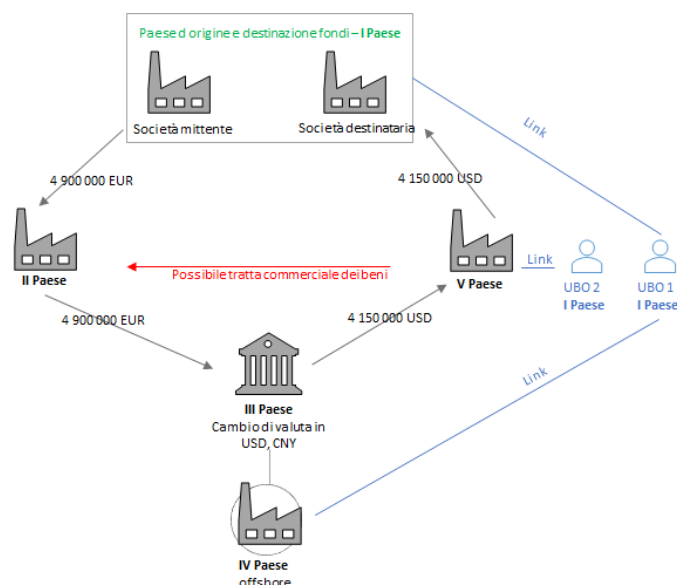 Paese d origine e destinazione fondi – I Paese
Società mittente
Società destinataria
Link
4 900 000 EUR
4 150 000 USD
II Paese
Possibile tratta commerciale dei beni
V Paese
Link
UBO 2
I Paese
UBO 1
I Paese
4 900 000 EUR
4 150 000 USD
Link
III Paese
Cambio di valuta in
USD, CNY
IV Paese
offshore